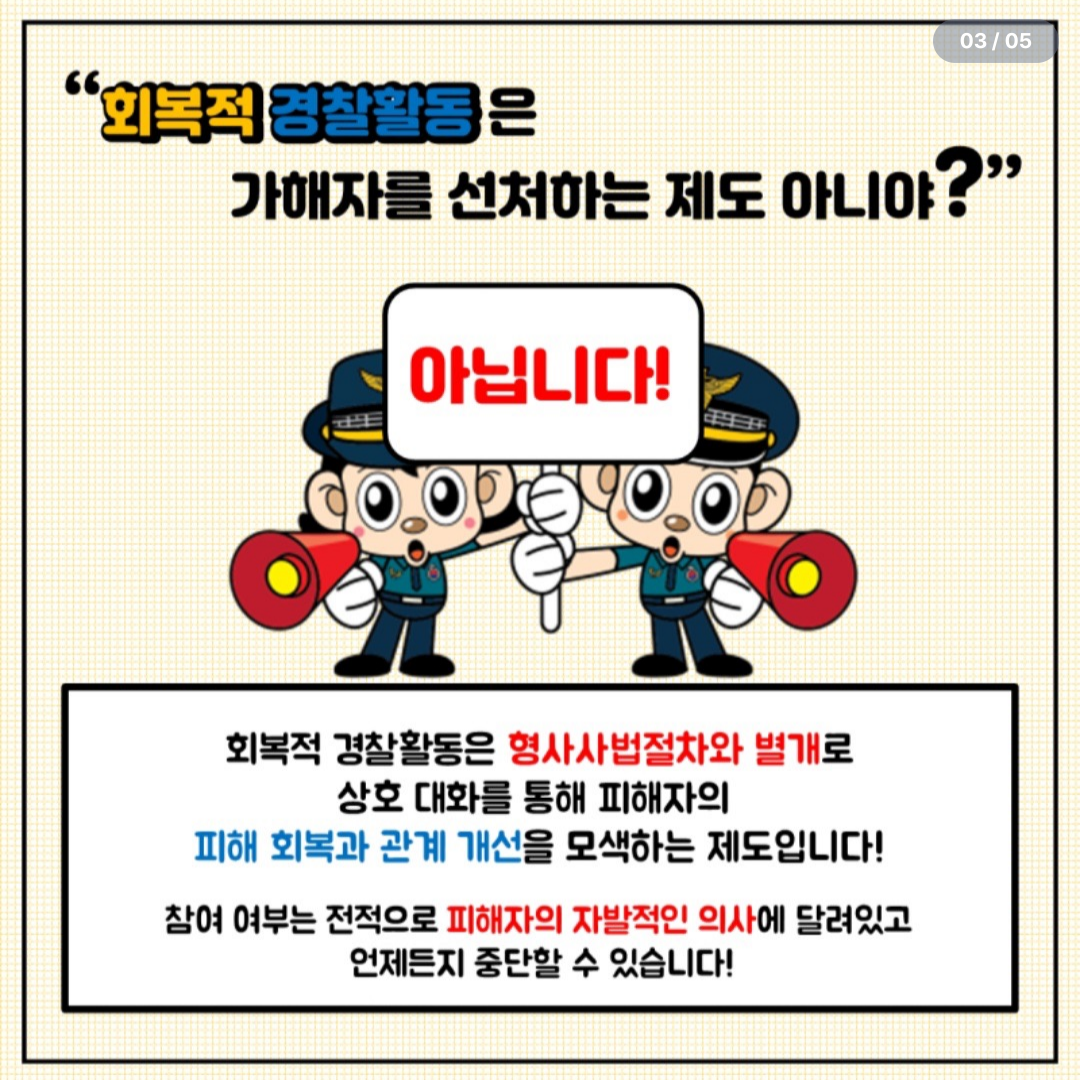 03 / 05
“회복적 경찰활동은
가해자를 선처하는 제도 아니야?”
아닙니다!
회복적 경찰활동은 형사사법절차와 별개로
상호 대화를 통해 피해자의
피해 회복과 관계 개선을 모색하는 제도입니다!
참여 여부는 전적으로 피해자의 자발적인 의사에 달려있고
언제든지 중단할 수 있습니다!